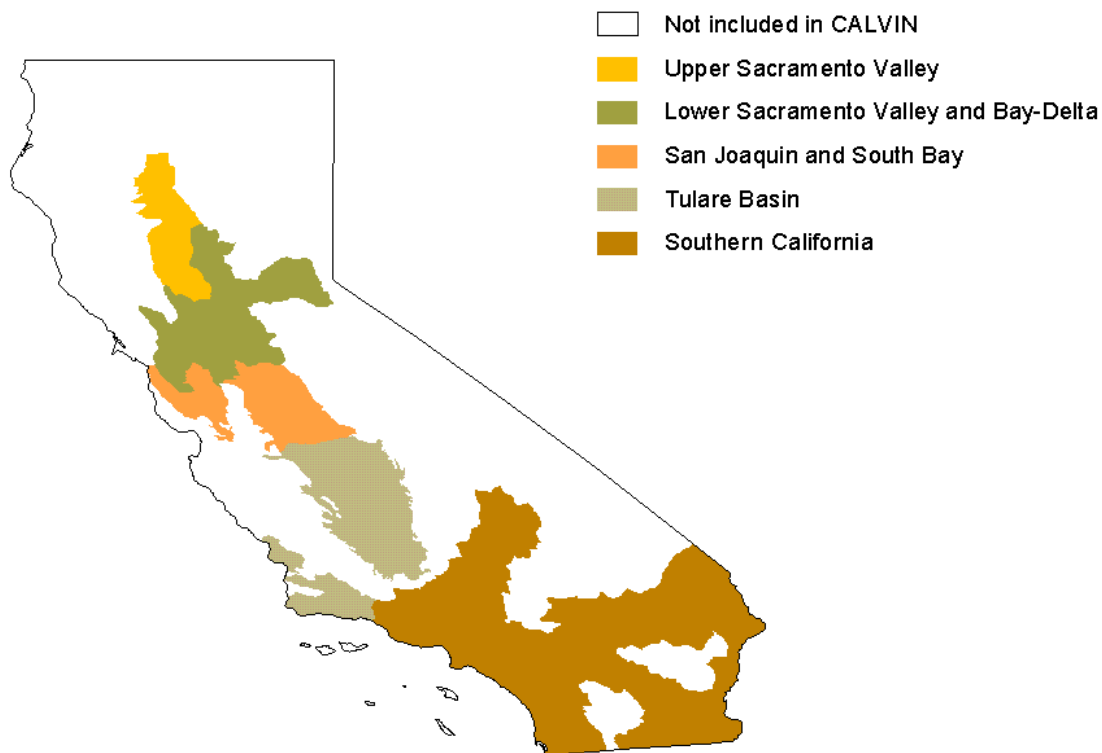 Not included in CALVIN
Upper Sacramento Valley
Lower Sacramento Valley and Bay-Delta
San Joaquin and South Bay
Tulare Basin
Southern California